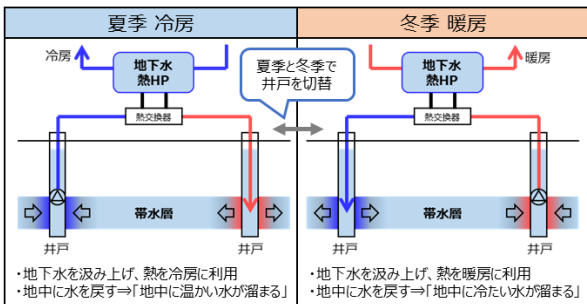 夏季 冷房
冷房
地下水
熱HP
熱交換器
帯水層
井戸
井戸
・地下水を汲み上げ、熱を冷房に利用
・地中に水を戻す⇒「地中に温かい水が溜まる」
夏季と冬季で
井戸を切替
冬季 暖房
暖房
地下水
熱HP
熱交換器
帯水層
井戸
井戸
・地下水を汲み上げ、熱を暖房に利用
・地中に水を戻す⇒「地中に冷たい水が溜まる」